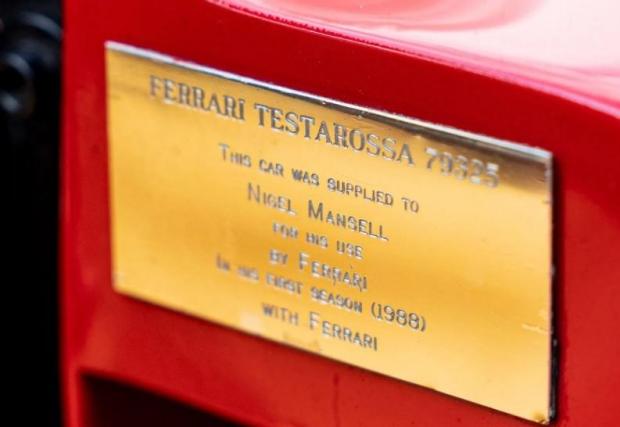 FERRARI TESTAROSSA 79325
THIS CAR WAS SUPPLIED TO
NIGEL MANSELL
FOR HIS USE
BY FERRARI
IN HIS FIRST SEASON (1988)
WITH FERRARI